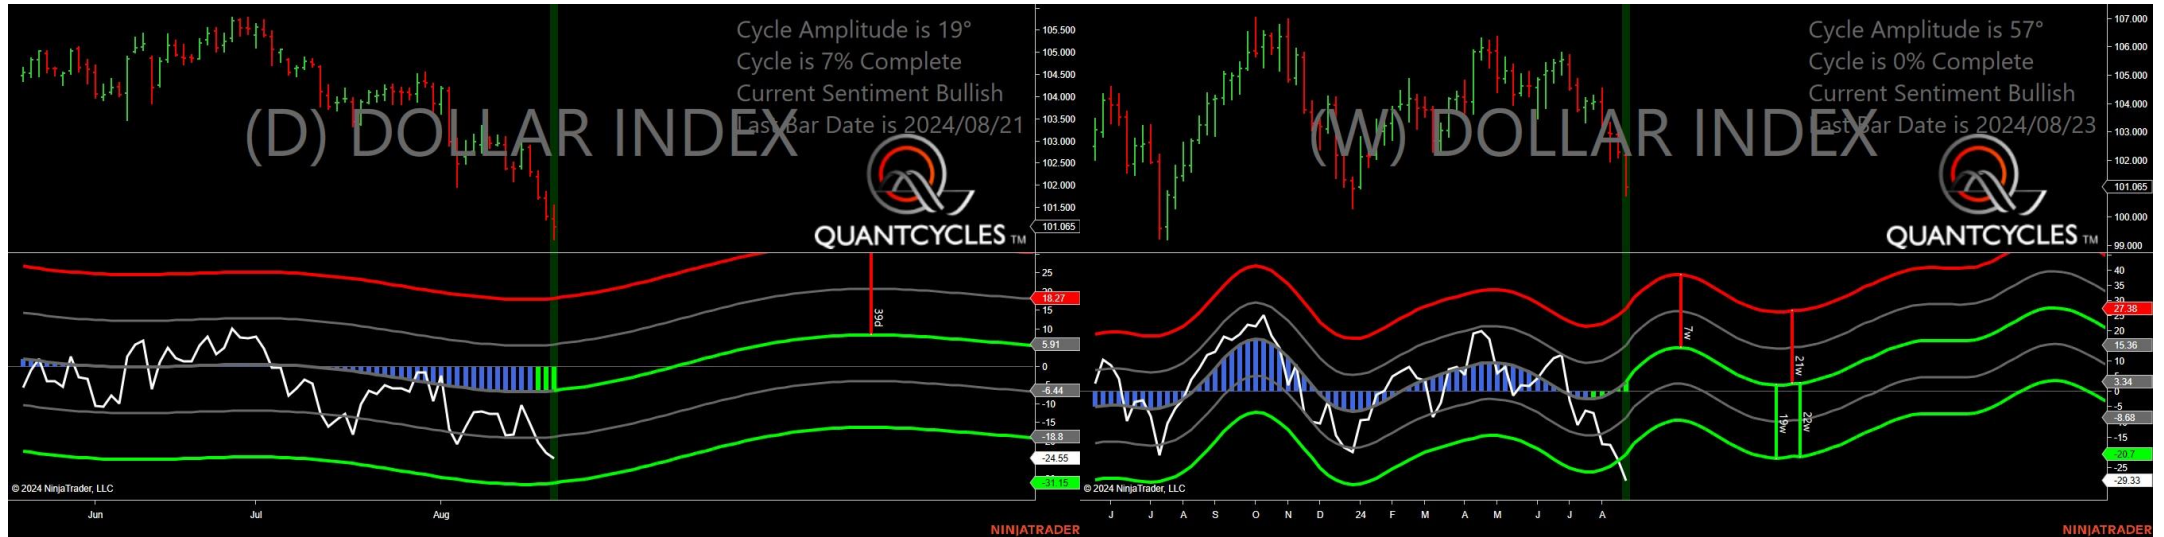 Cycle Amplitude is 19°
Cycle is 7% Complete
Current Sentiment Bullish
Last Bar Date is 2024/08/21
(D) DOLLAR INDEX
QUANTCYCLES TM
105.500
105.000
104.500
104.000
103.500
103.000
102.500
102.000
101.500
101.065
25
18.27
15
10
5.91
0
-6.44
-10
-15
-18.8
-24.55
-31.15
39d
© 2024 NinjaTrader, LLC
Jun Jul Aug
NINJATRADER
Cycle Amplitude is 57°
Cycle is 0% Complete
Current Sentiment Bullish
Last Bar Date is 2024/08/23
(W) DOLLAR INDEX
QUANTCYCLES TM
107.000
106.000
105.000
104.000
103.000
102.000
101.065
100.000
99.000
40
35
30
27.38
25
20
15.36
10
5
3.34
0
-5
-8.68
-15
-20.7
-25
-29.33
7w
21w
19w
22w
© 2024 NinjaTrader, LLC
J J A S O N D 24 F M A M J J A
NINJATRADER